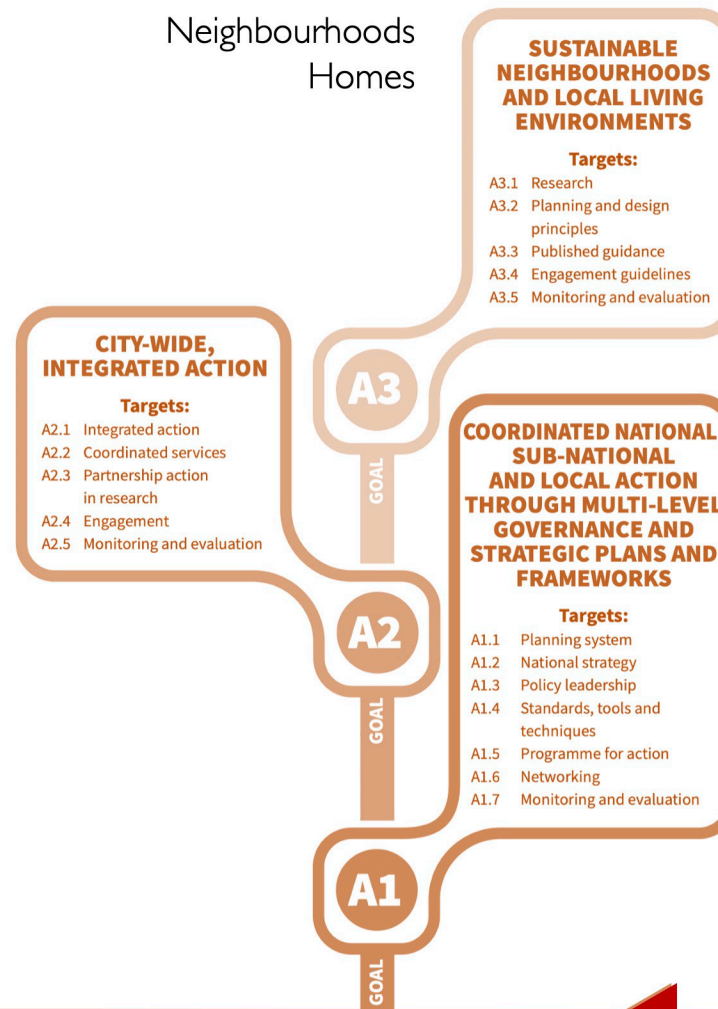 Neighbourhoods
Homes
SUSTAINABLE
NEIGHBOURHOODS
AND LOCAL LIVING
ENVIRONMENTS
Targets:
A3.1 Research
A3.2 Planning and design
principles
A3.3 Published guidance
A3.4 Engagement guidelines
A3.5 Monitoring and evaluation
A3
GOAL
CITY-WIDE,
INTEGRATED ACTION
Targets:
A2.1 Integrated action
A2.2 Coordinated services
A2.3 Partnership action
in research
A2.4 Engagement
A2.5 Monitoring and evaluation
A2
GOAL
COORDINATED NATIONAL
SUB-NATIONAL
AND LOCAL ACTION
THROUGH MULTI-LEVEL
GOVERNANCE AND
STRATEGIC PLANS AND
FRAMEWORKS
Targets:
A1.1 Planning system
A1.2 National strategy
A1.3 Policy leadership
A1.4 Standards, tools and
techniques
A1.5 Programme for action
A1.6 Networking
A1.7 Monitoring and evaluation
A1
GOAL